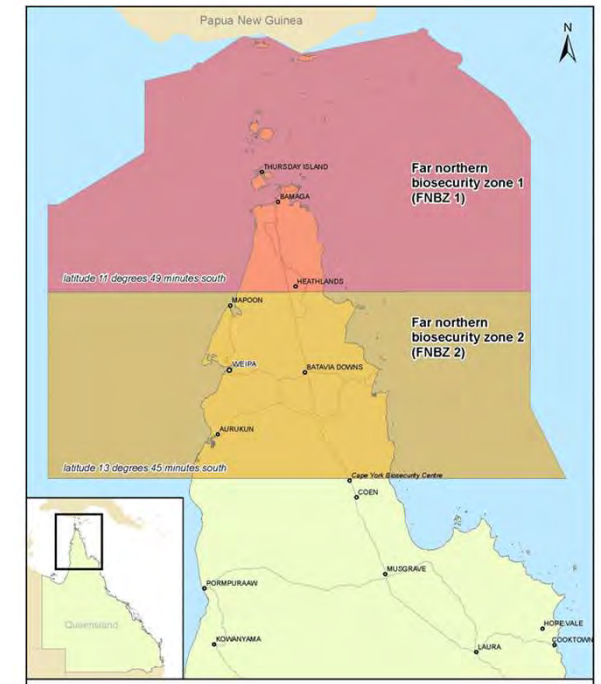 Papua New Guinea
N
THURSDAY ISLAND
BAMAGA
Far northern
biosecurity zone 1
(FNBZ 1)
latitude 11 degrees 49 minutes south
HEATHLANDS
MAPOON
Far northern
biosecurity zone 2
(FNBZ 2)
WEIPA
BATAVIA DOWNS
AURUKUN
latitude 13 degrees 45 minutes south
Cape York Biosecurity Centre
COEN
MUSGRAVE
PORMPURAAW
Queensland
HOPE VALE
KOWANYAMA
COOKTOWN
LAURA